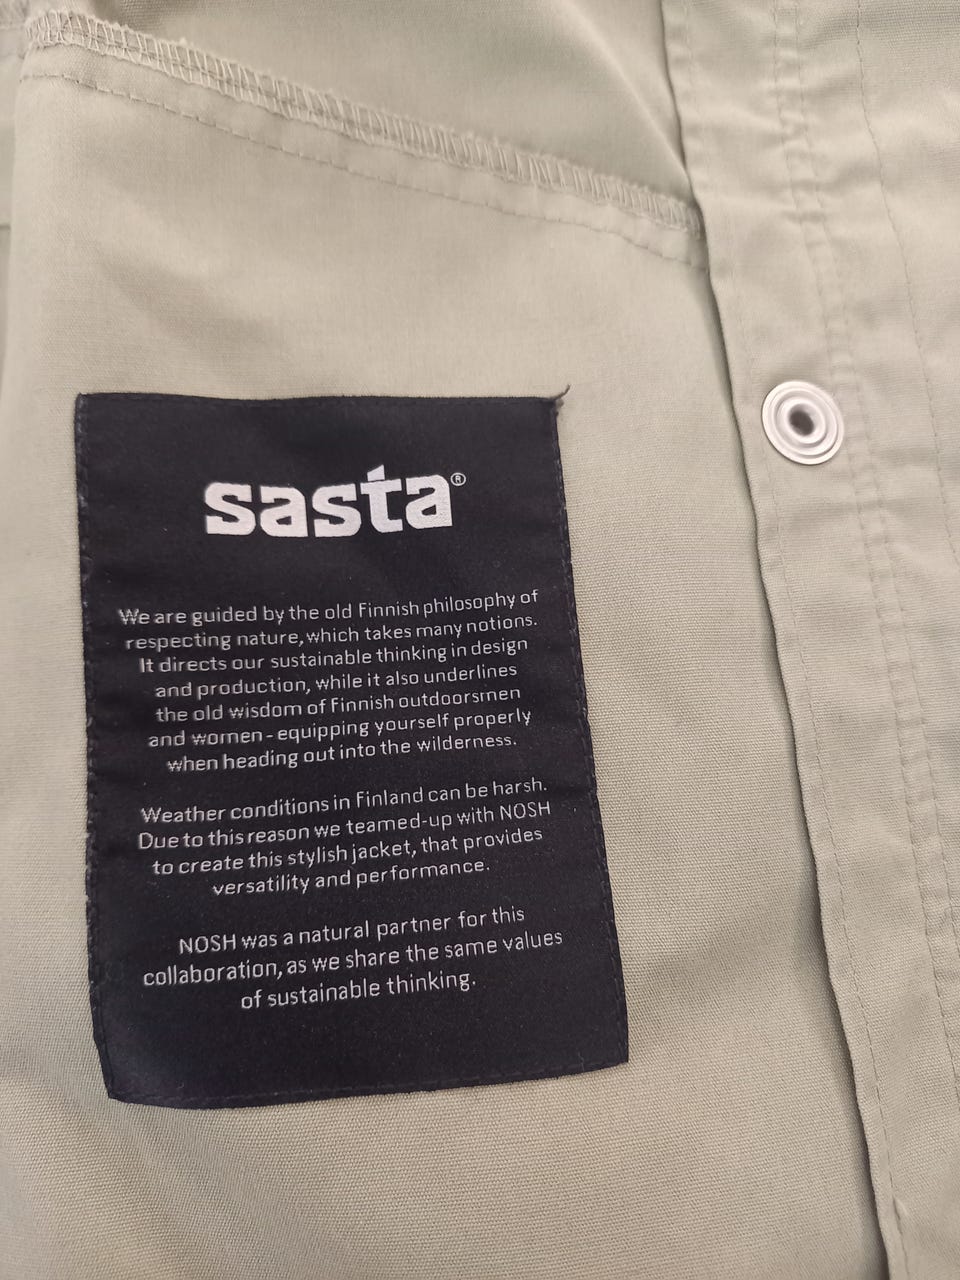 sasta®
We are guided by the old Finnish philosophy of
respecting nature, which takes many notions.
It directs our sustainable thinking in design
and production, while it also underlines
the old wisdom of Finnish outdoorsmen
and women - equipping yourself properly
when heading out into the wilderness.
Weather conditions in Finland can be harsh.
Due to this reason we teamed-up with NOSH
to create this stylish jacket, that provides
versatility and performance.
NOSH was a natural partner for this
collaboration, as we share the same values
of sustainable thinking.